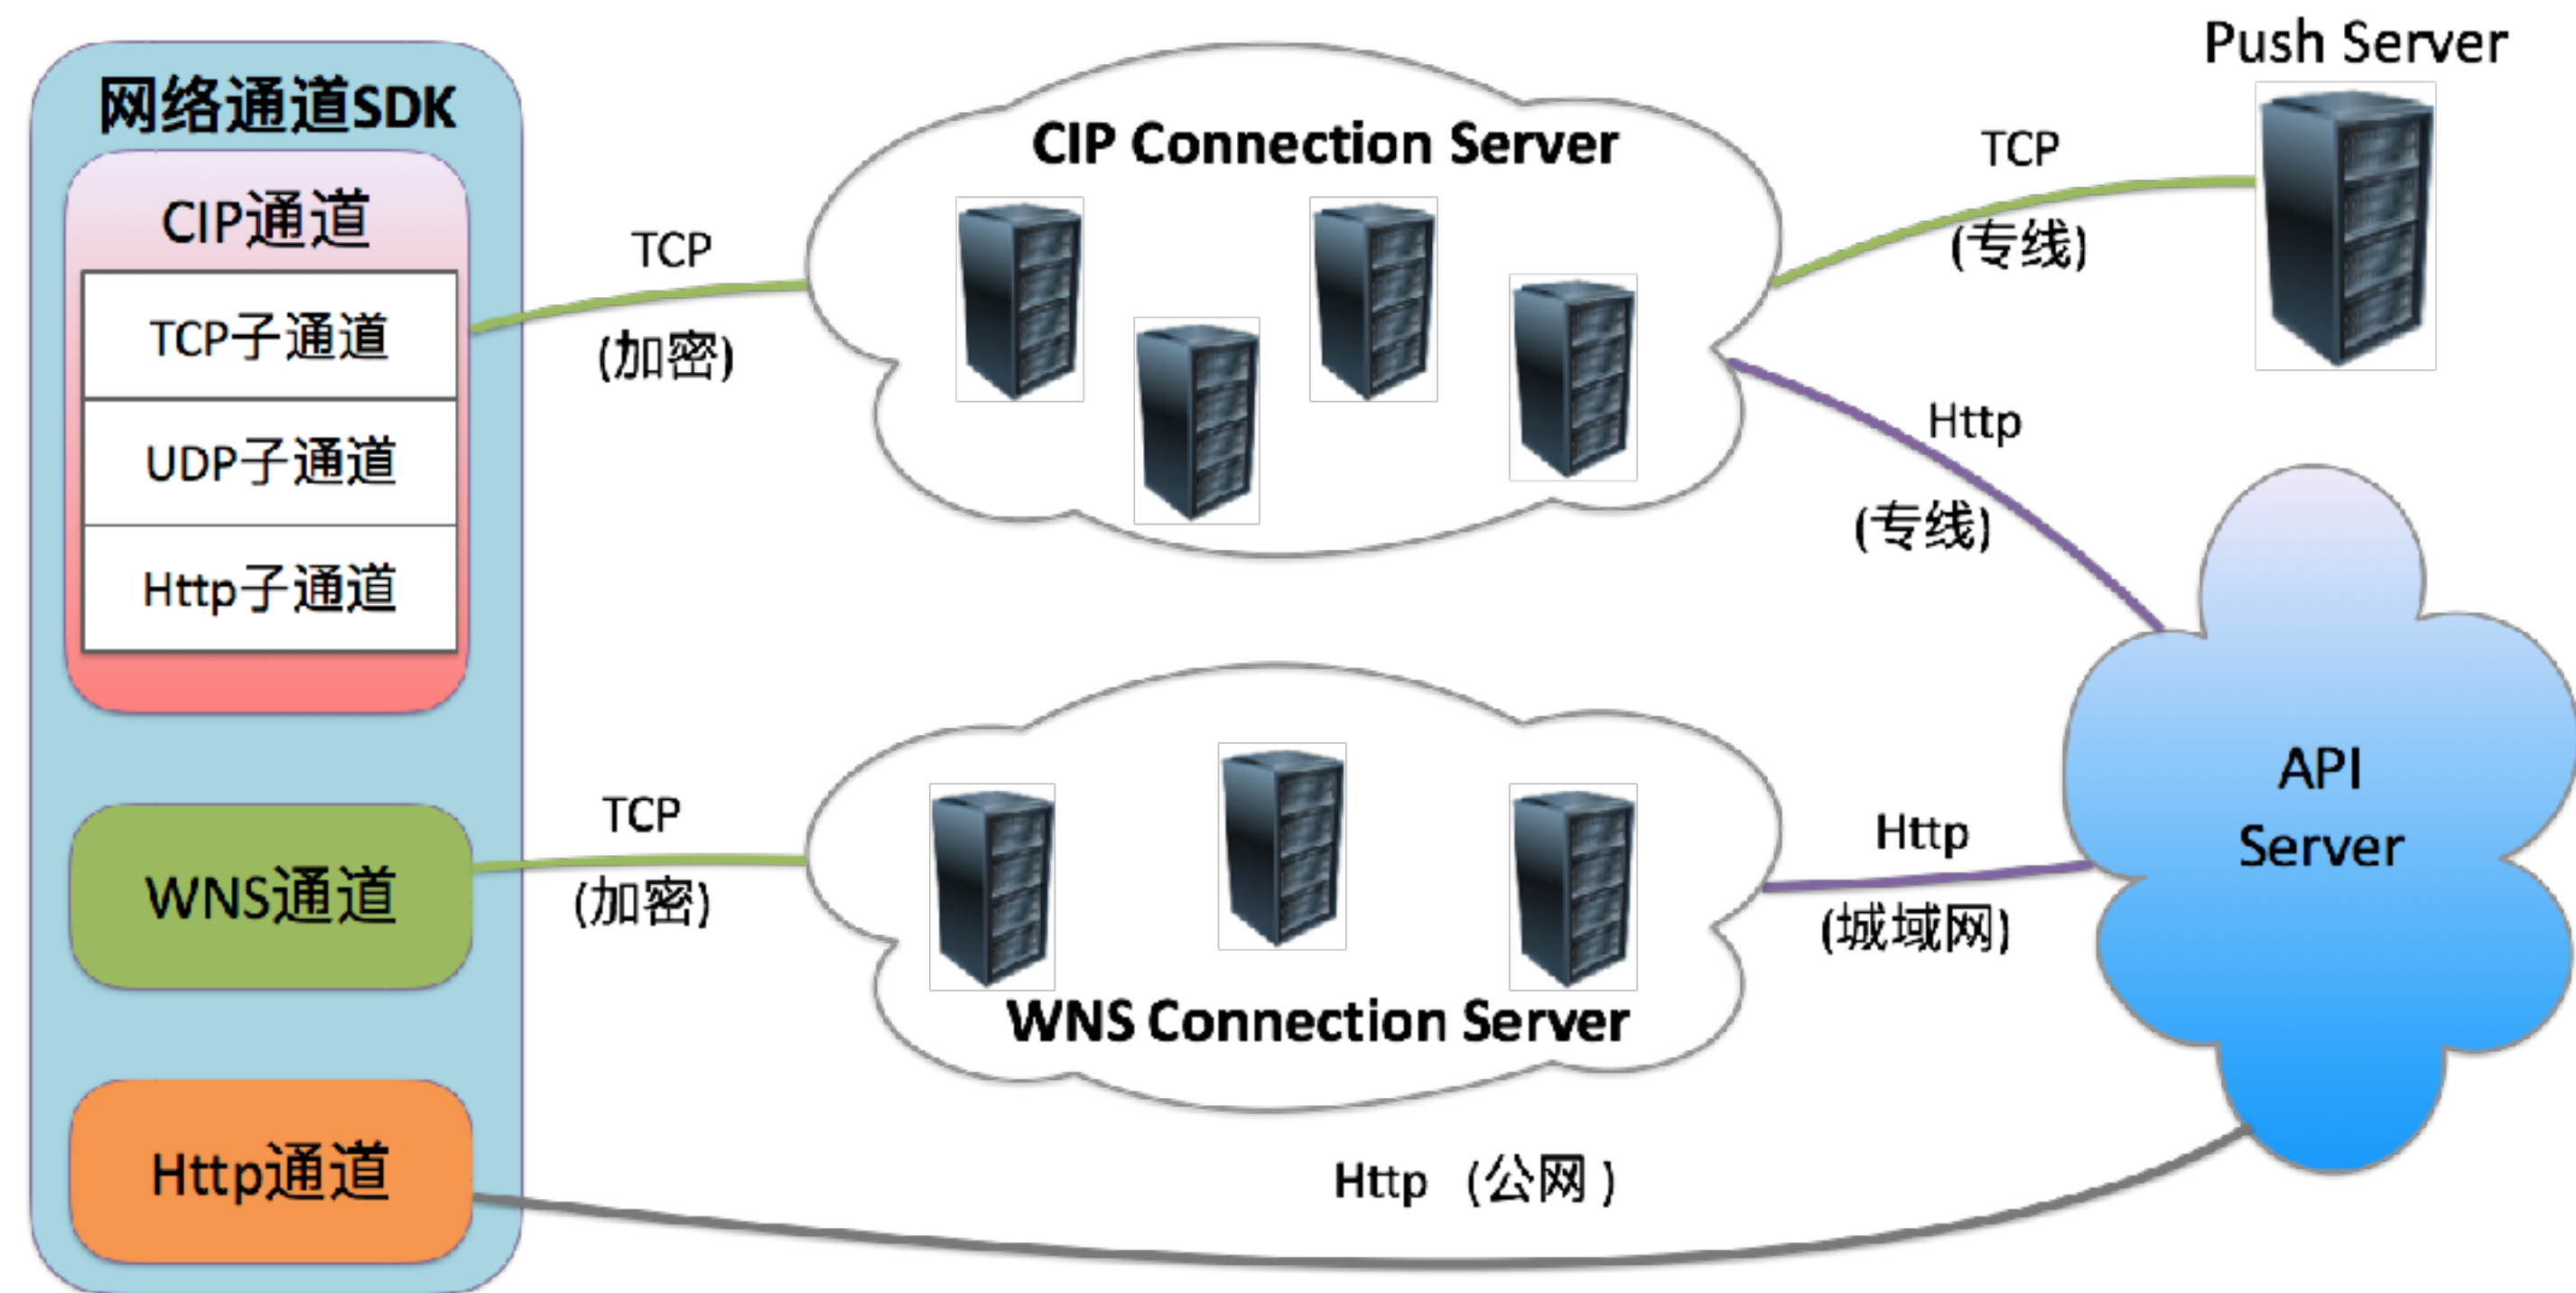 网络通道SDK
CIP通道
TCP子通道
UDP子通道
Http子通道
WNS通道
Http通道
TCP
(加密)
TCP
(加密)
CIP Connection Server
WNS Connection Server
TCP
(专线)
Http
(专线)
Http
(城域网)
Http (公网)
Push Server
API
Server